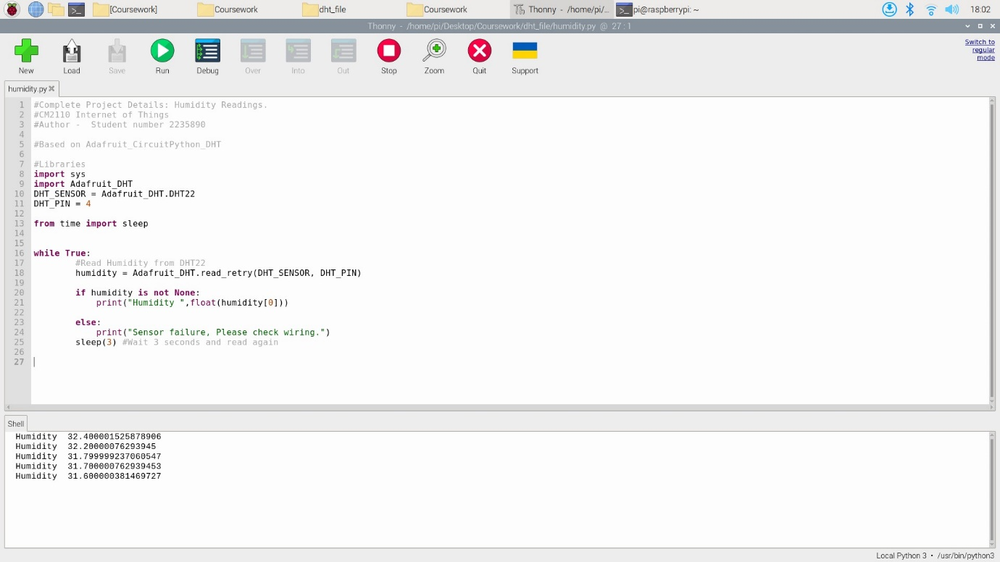 [Coursework]
Coursework
dht_file
Coursework
Thonny - /home/pi/...
pi@raspberrypi: ~
18:02
Thonny - /home/pi/Desktop/Coursework/dht_file/humidity.py @ 27 : 1
New
Load
Save
Run
Debug
Over
Into
Out
Stop
Zoom
Quit
Support
Switch to
regular
mode
humidity.py
1 #Complete Project Details: Humidity Readings.
2 #CM2110 Internet of Things
3 #Author -  Student number 2235890
4
5 #Based on Adafruit_CircuitPython_DHT
6
7 #Libraries
8 import sys
9 import Adafruit_DHT
10 DHT_SENSOR = Adafruit_DHT.DHT22
11 DHT_PIN = 4
12
13 from time import sleep
14
15
16 while True:
17         #Read Humidity from DHT22
18         humidity = Adafruit_DHT.read_retry(DHT_SENSOR, DHT_PIN)
19
20         if humidity is not None:
21             print("Humidity ",float(humidity[0]))
22
23         else:
24             print("Sensor failure, Please check wiring.")
25         sleep(3) #Wait 3 seconds and read again
26
27
Shell
Humidity  32.400001525878906
Humidity  32.20000076293945
Humidity  31.799999237060547
Humidity  31.700000762939453
Humidity  31.600000381469727
Local Python 3 • /usr/bin/python3